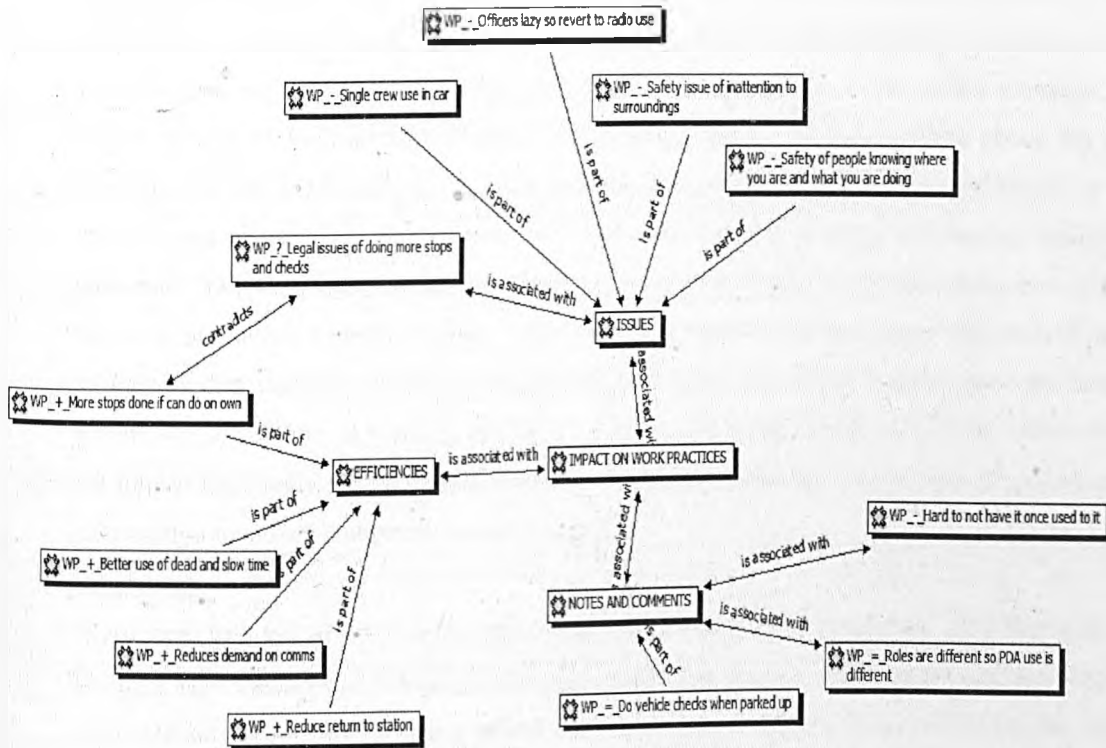 WP_-_Officers lazy so revert to radio use
WP_-_Single crew use in car
WP_-_Safety issue of inattention to
surroundings
WP_-_Safety of people knowing where
you are and what you are doing
is part of
is part of
is part of
is part of
WP_?_Legal issues of doing more stops
and checks
is associated with
ISSUES
contradicts
associated wi
WP_+_More stops done if can do on own
is part of
EFFICIENCIES
is associated with
IMPACT ON WORK PRACTICES
is part of
WP_+_Better use of dead and slow time
is part of
is part of
associated wi
WP_-_Hard to not have it once used to it
is associated with
NOTES AND COMMENTS
is associated with
WP_+_Reduces demand on comms
is part of
WP_=_Roles are different so PDA use is
different
WP_=_Do vehicle checks when parked up
WP_+_Reduce return to station